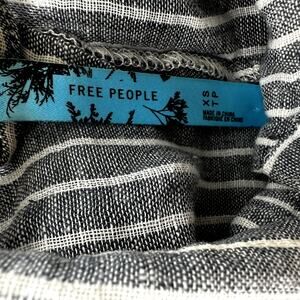 FREE PEOPLE
XS
TP
MADE IN CHINA
FABRIQUÉ EN CHINE